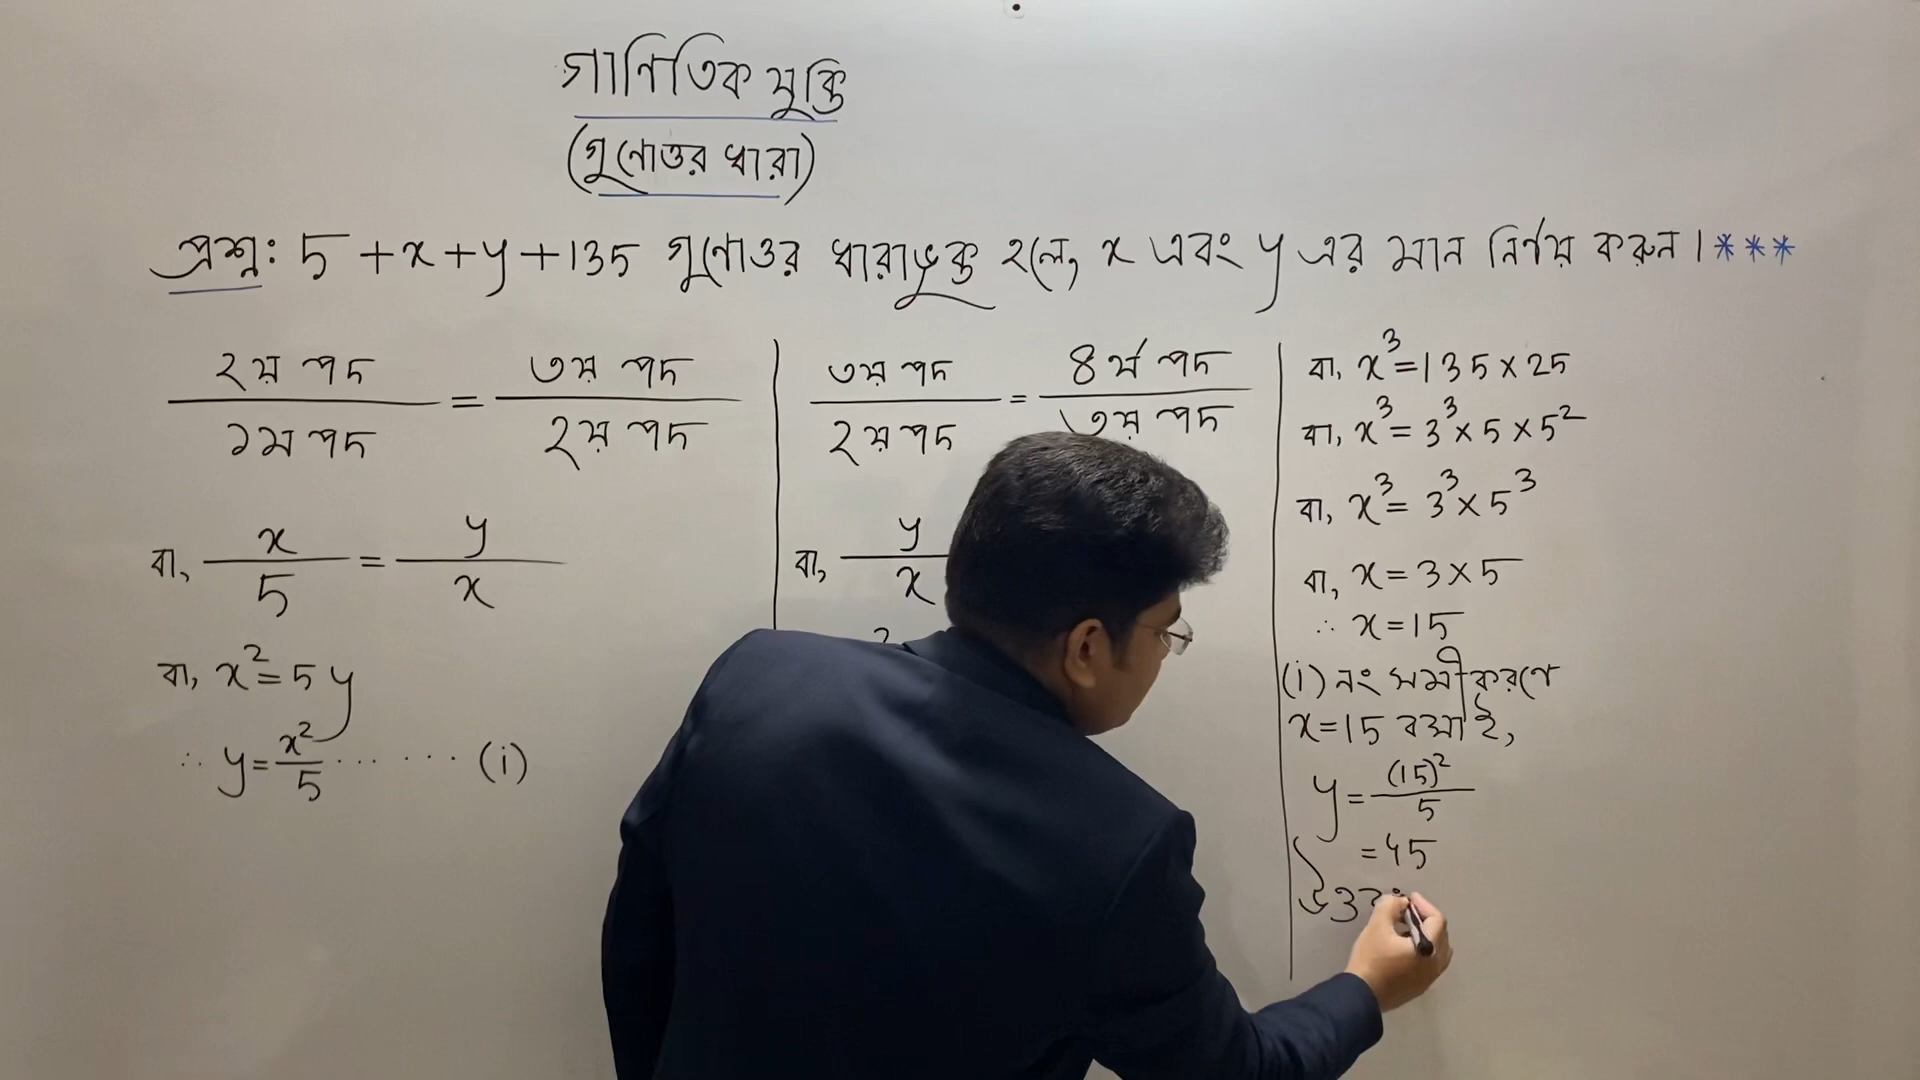 গাণিতিক যুক্তি
(গুনোত্তর ধারা)
প্রশ্ন: 5 + x + y + 135 গুনোত্তর ধারাভুক্ত হলে, x এবং y এর মান নির্ণয় করুন। ***
২য় পদ / ১ম পদ = ৩য় পদ / ২য় পদ
বা, x/5 = y/x
বা, x² = 5y
∴ y = x²/5 ......... (i)
৩য় পদ / ২য় পদ = 8র্থ পদ / ৩য় পদ
বা, y/x
বা, x³ = 135 × 25
বা, x³ = 3³ × 5 × 5²
বা, x³ = 3³ × 5³
বা, x = 3 × 5
∴ x = 15
(i) নং সমীকরণে
x = 15 বসাই,
y = (15)²/5
= 45